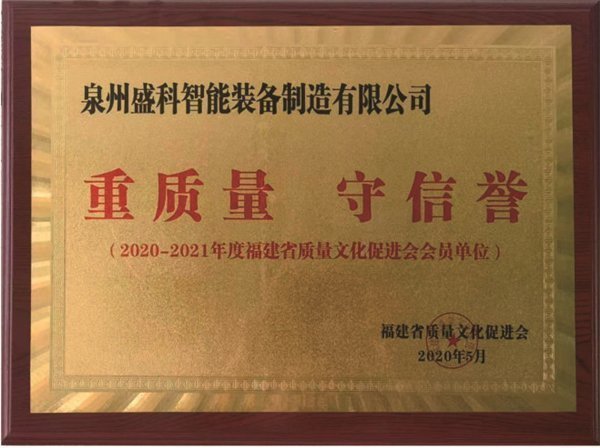 泉州盛科智能装备制造有限公司
重质量 守信誉
（2020-2021年度福建省质量文化促进会会员单位）
福建省质量文化促进会
2020年5月